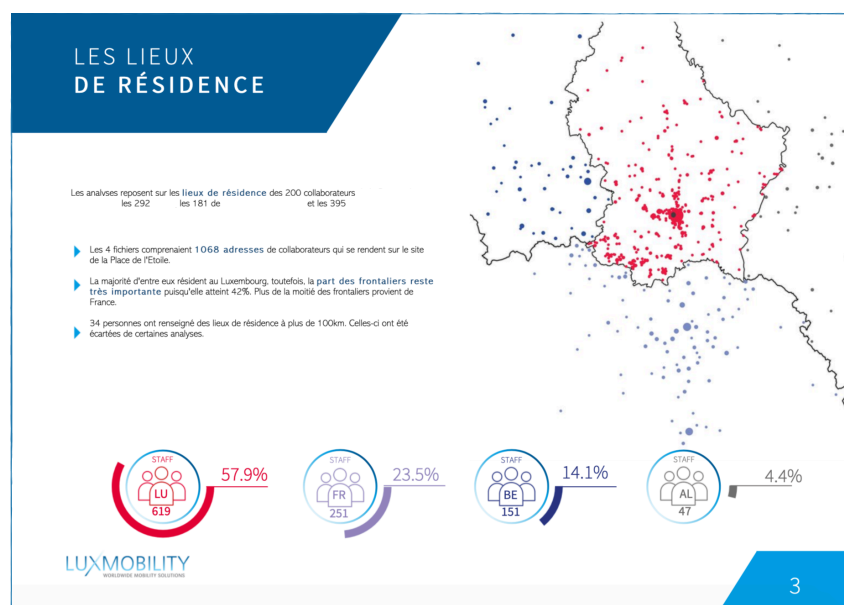 LES LIEUX
DE RÉSIDENCE
Les analyses reposent sur les lieux de résidence des 200 collaborateurs
les 292 les 181 de et les 395
Les 4 fichiers comprenaient 1068 adresses de collaborateurs qui se rendent sur le site
de la Place de l'Etoile.
La majorité d'entre eux résident au Luxembourg, toutefois, la part des frontaliers reste
très importante puisqu'elle atteint 42%. Plus de la moitié des frontaliers provient de
France.
34 personnes ont renseigné des lieux de résidence à plus de 100km. Celles-ci ont été
écartées de certaines analyses.
STAFF
LU
619
57.9%
STAFF
FR
251
23.5%
STAFF
BE
151
14.1%
STAFF
AL
47
4.4%
LUXMOBILITY
WORLDWIDE MOBILITY SOLUTIONS
3